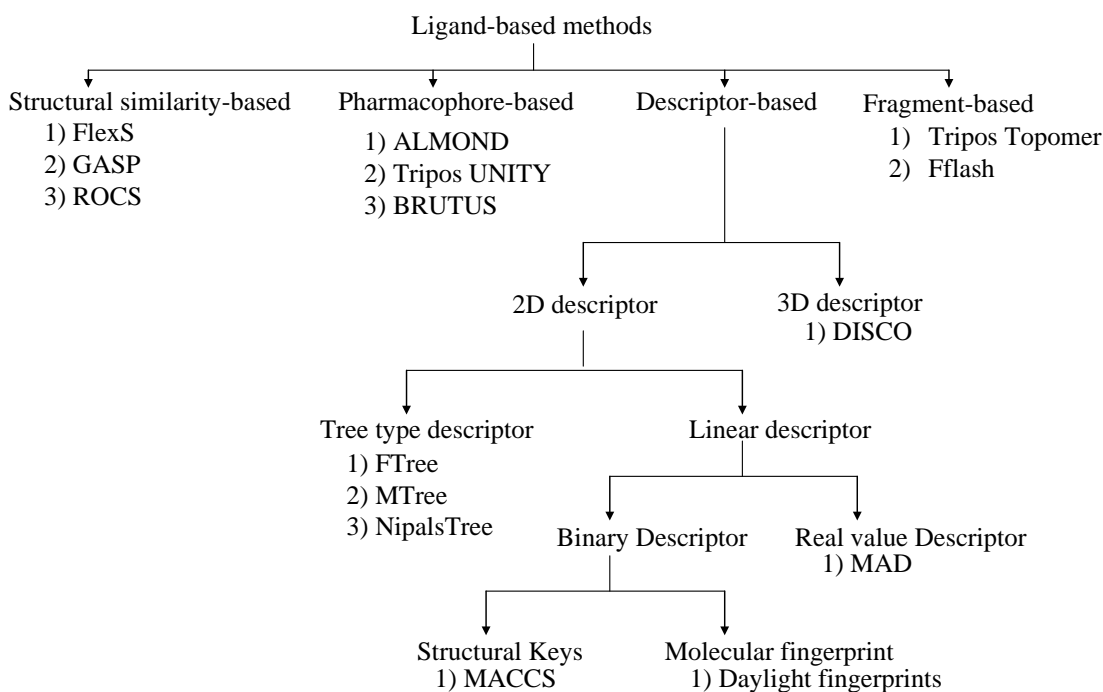 Ligand-based methods
Structural similarity-based
1) FlexS
2) GASP
3) ROCS
Pharmacophore-based
1) ALMOND
2) Tripos UNITY
3) BRUTUS
Descriptor-based
Fragment-based
1) Tripos Topomer
2) Fflash
2D descriptor
3D descriptor
1) DISCO
Tree type descriptor
1) FTree
2) MTree
3) NipalsTree
Linear descriptor
Binary Descriptor
Real value Descriptor
1) MAD
Structural Keys
1) MACCS
Molecular fingerprint
1) Daylight fingerprints